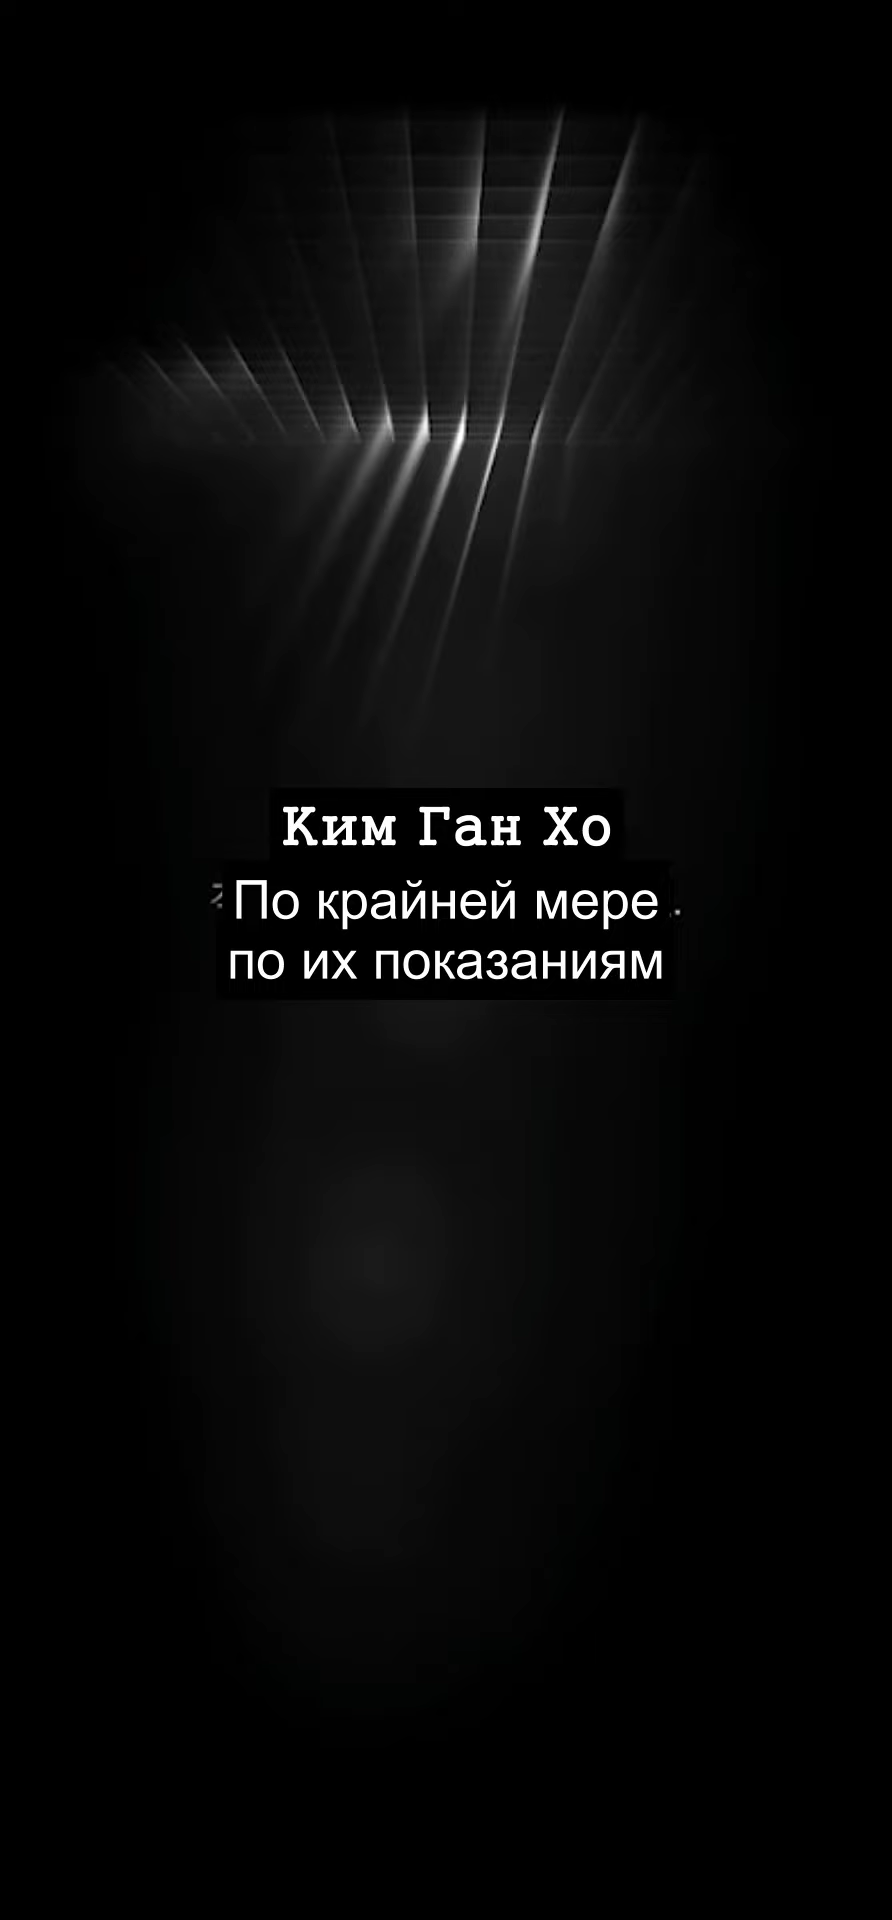 Ким Ган Хо
По крайней мере
по их показаниям